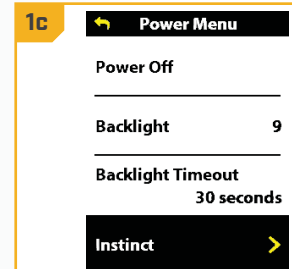 1c
Power Menu
Power Off
Backlight 9
Backlight Timeout
30 seconds
Instinct